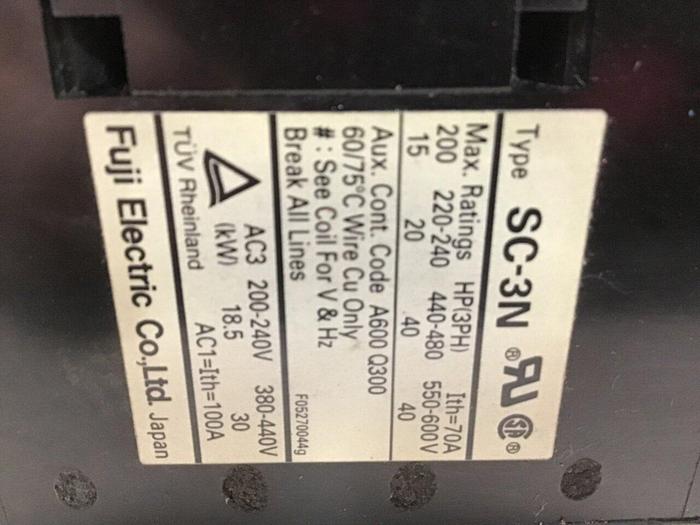 Type SC-3N ® ®
Max. Ratings HP(3PH) Ith=70A
200 220-240 440-480 550-600V
15 20 40 40
Aux. Cont. Code A600 Q300
60/75°C Wire Cu Only
# : See Coil For V & Hz
Break All Lines F05270044g
AC3 200-240V 380-440V
(kW) 18.5 30
TÜV Rheinland AC1=Ith=100A
Fuji Electric Co.,Ltd. Japan